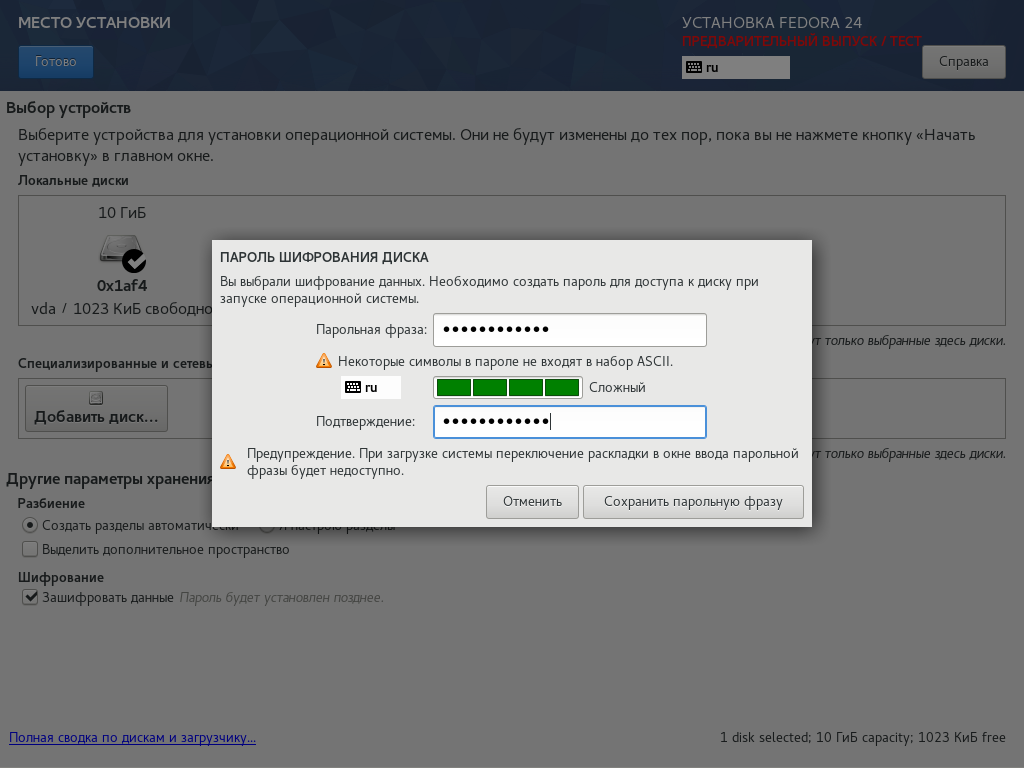 МЕСТО УСТАНОВКИ
УСТАНОВКА FEDORA 24
ПРЕДВАРИТЕЛЬНЫЙ ВЫПУСК / ТЕСТ
Готово
ru
Справка
Выбор устройств
Выберите устройства для установки операционной системы. Они не будут изменены до тех пор, пока вы не нажмете кнопку «Начать
установку» в главном окне.
Локальные диски
10 ГиБ
0x1af4
vda / 1023 КиБ свободно
только выбранные здесь диски.
Специализированные и
Добавить диск...
только выбранные здесь диски.
ПАРОЛЬ ШИФРОВАНИЯ ДИСКА
Вы выбрали шифрование данных. Необходимо создать пароль для доступа к диску при
запуске операционной системы.
Парольная фраза: ••••••••••••
Некоторые символы в пароле не входят в набор ASCII.
ru
Сложный
Подтверждение: ••••••••••••
Предупреждение. При загрузке системы переключение раскладки в окне ввода парольной
фразы будет недоступно.
Отменить
Сохранить парольную фразу
Другие параметры хранения
Разбиение
Создать разделы автоматически
Я настрою разделы
Выделить дополнительное пространство
Шифрование
Зашифровать данные Пароль будет установлен позднее.
Полная сводка по дискам и загрузчику...
1 disk selected; 10 ГиБ capacity; 1023 КиБ free